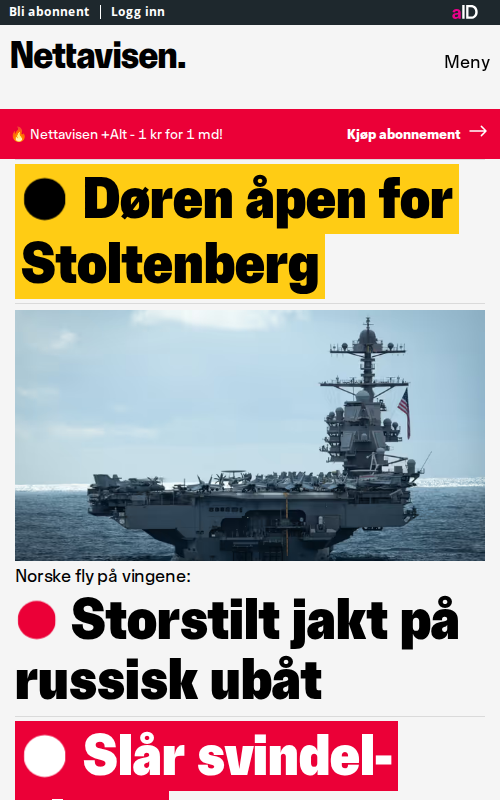 Bli abonnent
Logg inn
aID
Nettavisen.
Meny
🔥 Nettavisen +Alt - 1 kr for 1 md!
Kjøp abonnement →
Døren åpen for
Stoltenberg
Norske fly på vingene:
Storstilt jakt på
russisk ubåt
Slår svindel-